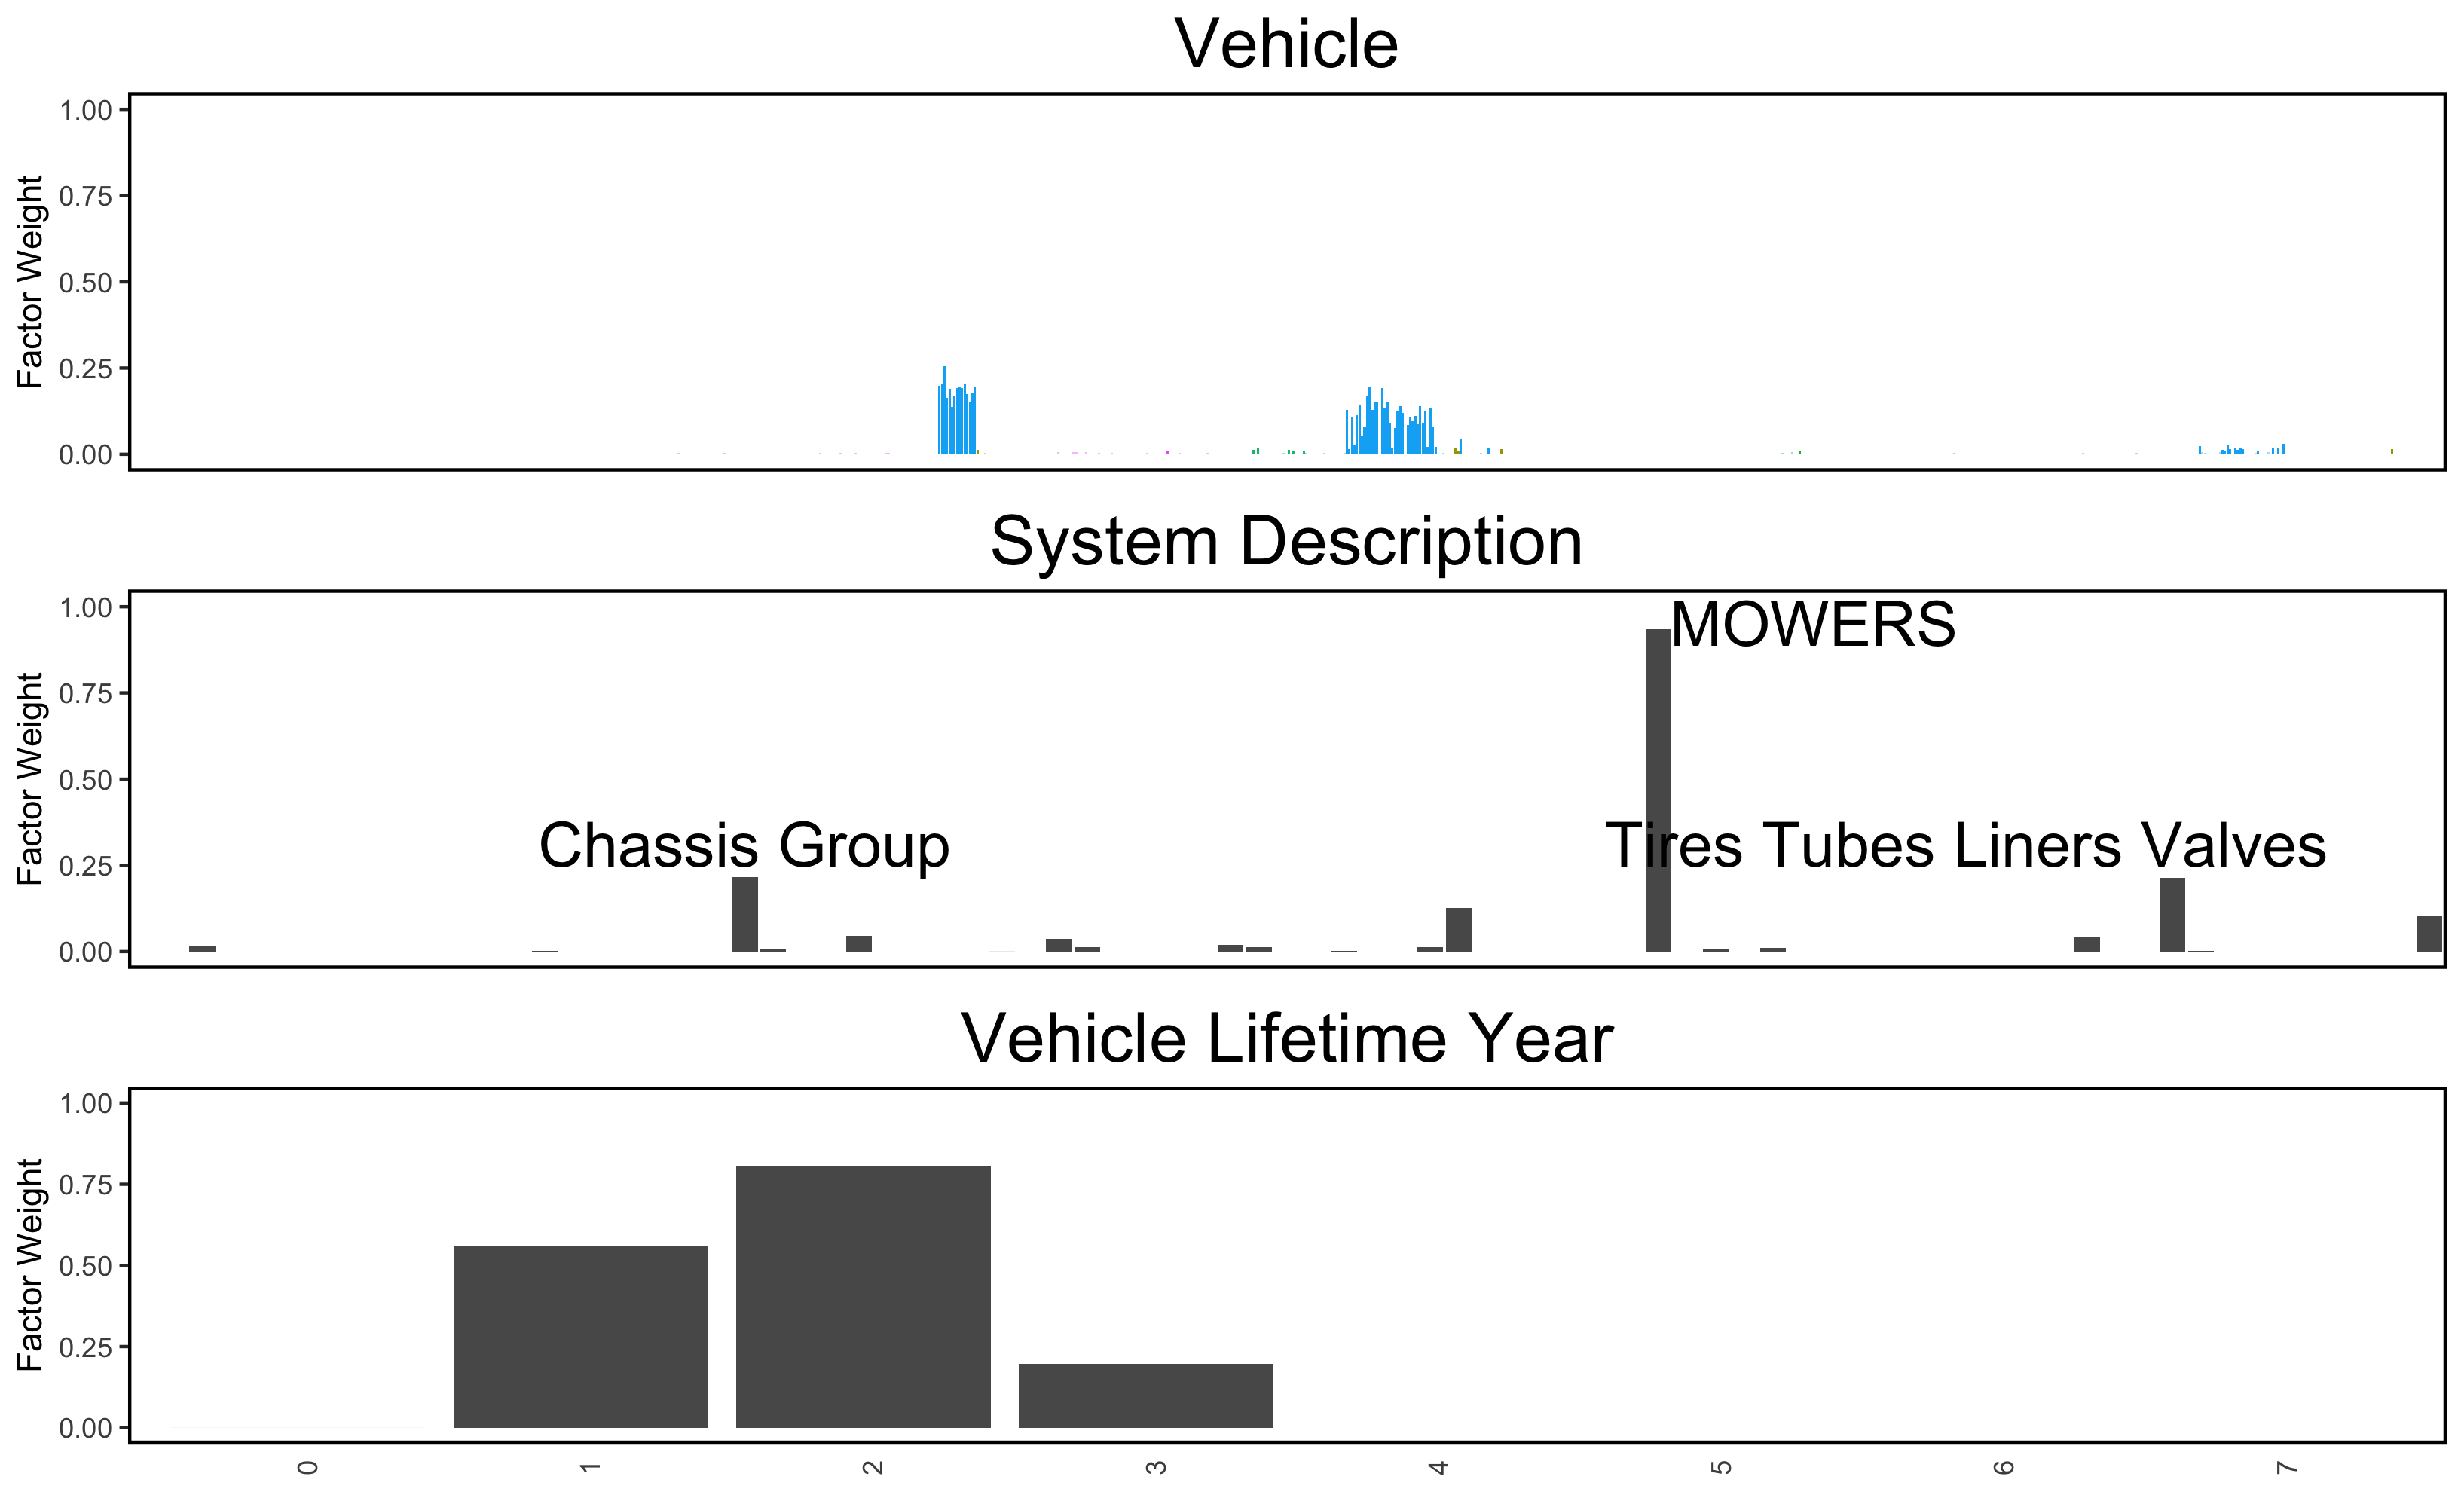 Vehicle
Factor Weight
1.00
0.75
0.50
0.25
0.00
System Description
Factor Weight
1.00
0.75
0.50
0.25
0.00
MOWERS
Chassis Group
Tires Tubes Liners Valves
Vehicle Lifetime Year
Factor Weight
1.00
0.75
0.50
0.25
0.00
0 1 2 3 4 5 6 7